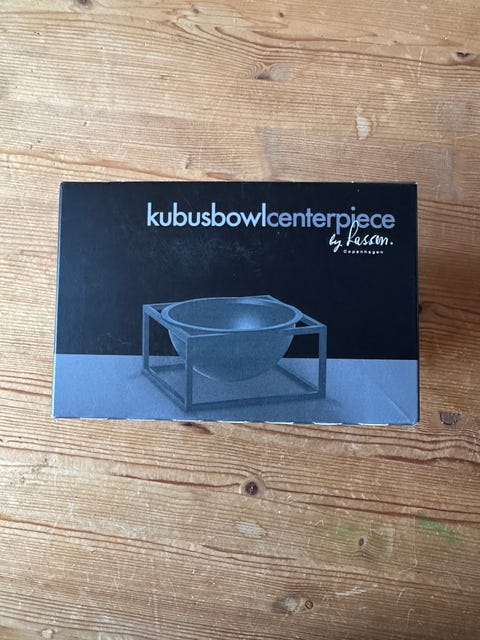 kubusbowlcenterpiece
by Lassen.
Copenhagen